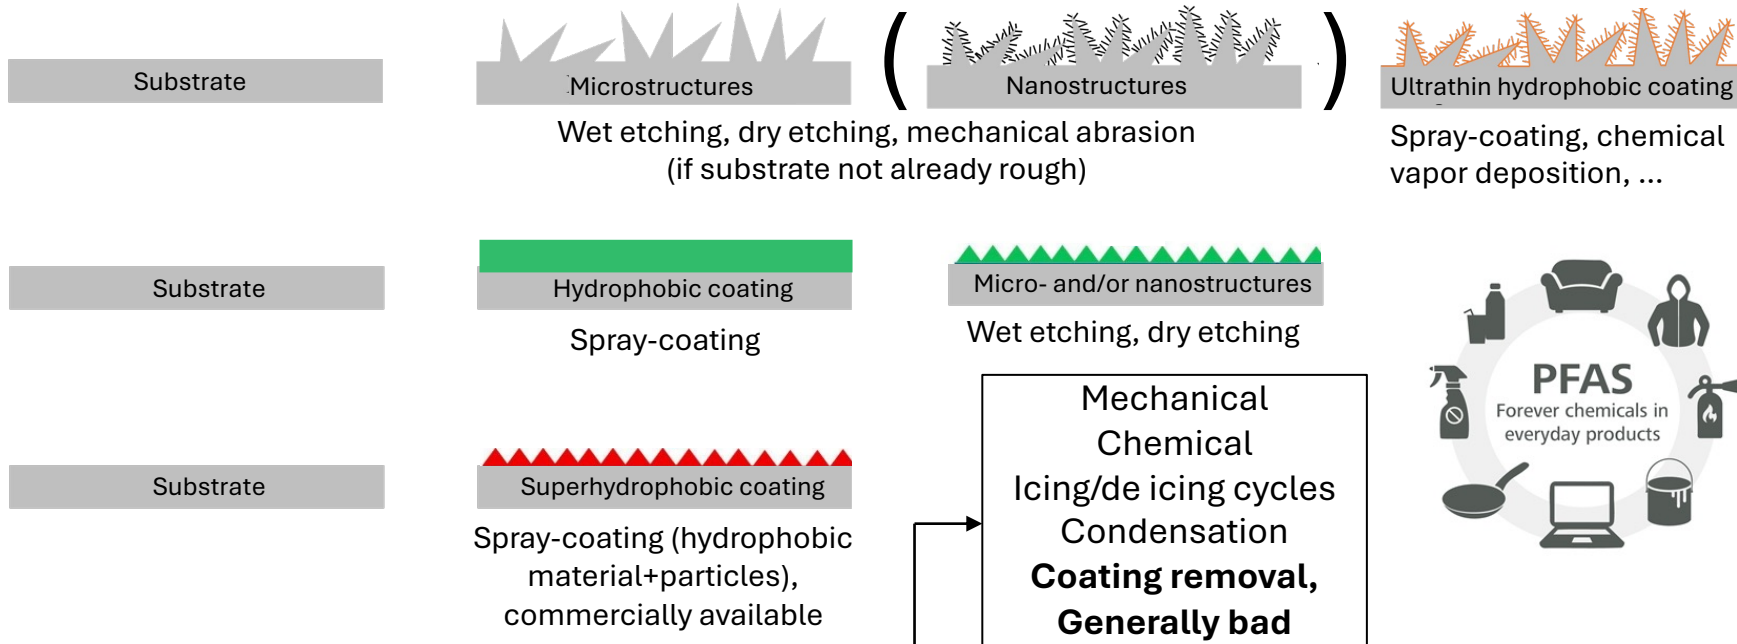 Substrate
Microstructures
Nanostructures
Ultrathin hydrophobic coating
Wet etching, dry etching, mechanical abrasion
(if substrate not already rough)
Spray-coating, chemical
vapor deposition, ...
Substrate
Hydrophobic coating
Micro- and/or nanostructures
Spray-coating
Wet etching, dry etching
PFAS
Forever chemicals in
everyday products
Substrate
Superhydrophobic coating
Spray-coating (hydrophobic
material+particles),
commercially available
Mechanical
Chemical
Icing/de icing cycles
Condensation
Coating removal,
Generally bad